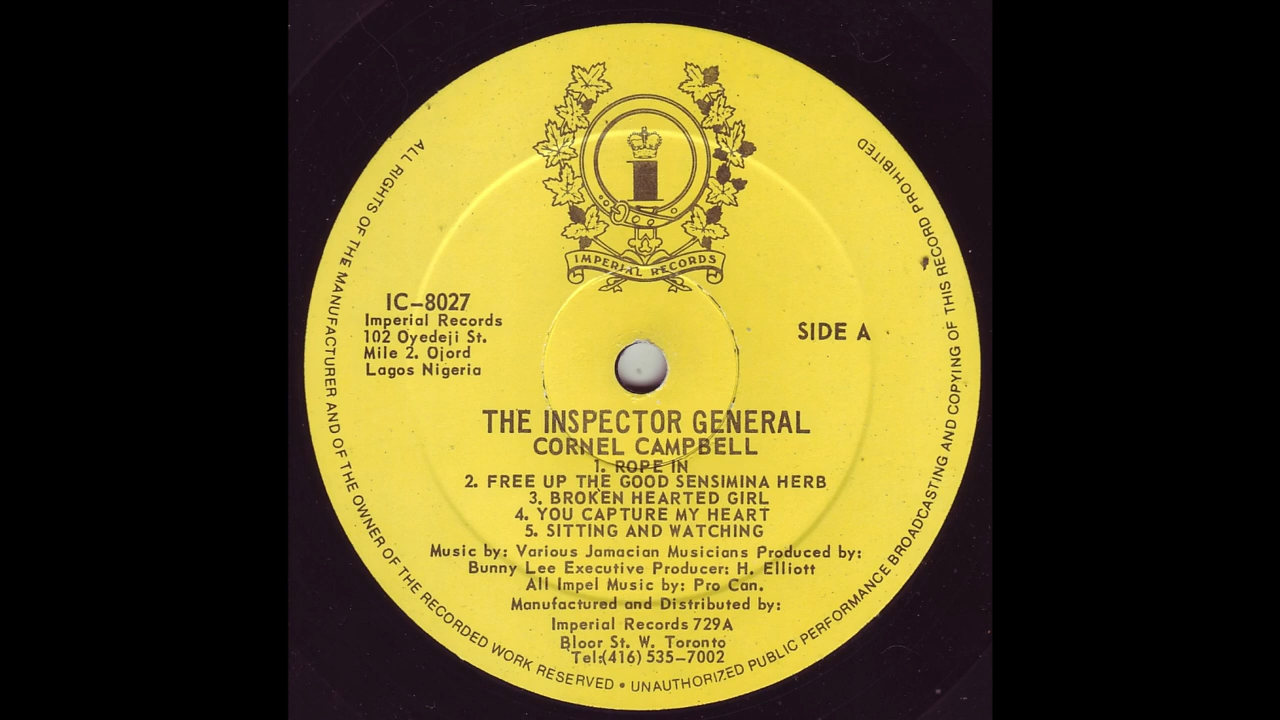 IMPERIAL RECORDS
IC-8027
Imperial Records
102 Oyedeji St.
Mile 2. Ojord
Lagos Nigeria
SIDE A
THE INSPECTOR GENERAL
CORNEL CAMPBELL
1. ROPE IN
2. FREE UP THE GOOD SENSIMINA HERB
3. BROKEN HEARTED GIRL
4. YOU CAPTURE MY HEART
5. SITTING AND WATCHING
Music by: Various Jamacian Musicians Produced by:
Bunny Lee Executive Producer: H. Elliott
All Impel Music by: Pro Can.
Manufactured and Distributed by:
Imperial Records 729A
Bloor St. W. Toronto
Tel:(416) 535-7002
ALL RIGHTS OF THE MANUFACTURER AND OF THE OWNER OF THE RECORDED WORK RESERVED • UNAUTHORIZED PUBLIC PERFORMANCE BROADCASTING AND COPYING OF THIS RECORD PROHIBITED